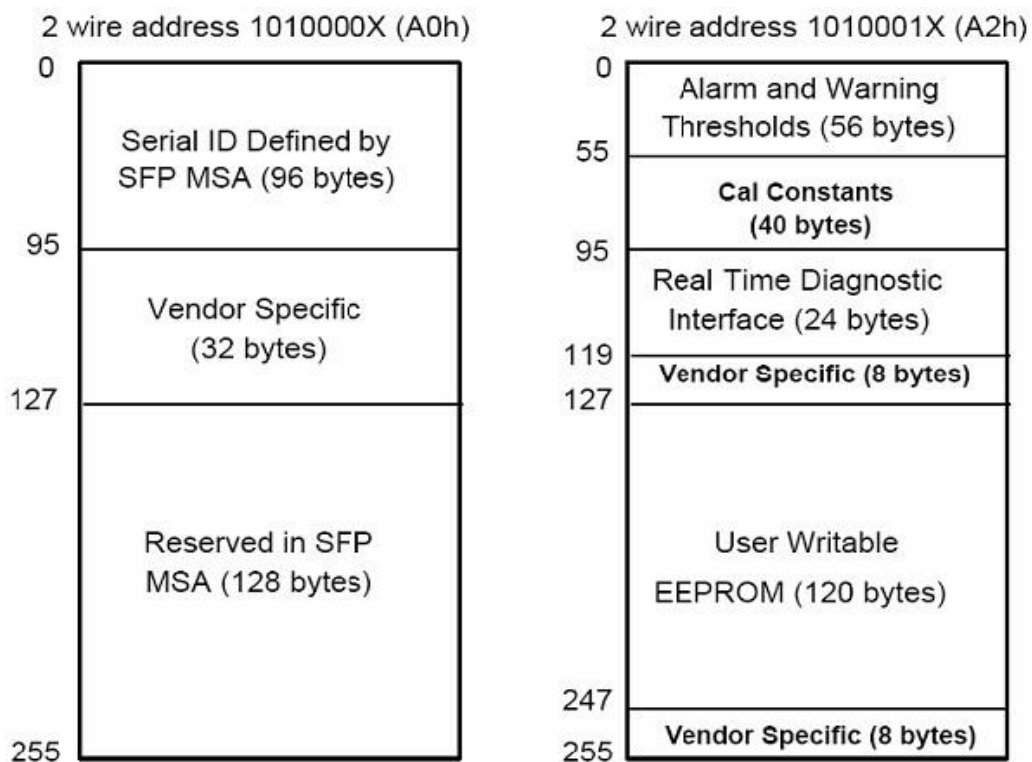 2 wire address 1010000X (A0h)
0
Serial ID Defined by
SFP MSA (96 bytes)
95
Vendor Specific
(32 bytes)
127
Reserved in SFP
MSA (128 bytes)
255
2 wire address 1010001X (A2h)
0
Alarm and Warning
Thresholds (56 bytes)
55
Cal Constants
(40 bytes)
95
Real Time Diagnostic
Interface (24 bytes)
119
Vendor Specific (8 bytes)
127
User Writable
EEPROM (120 bytes)
247
Vendor Specific (8 bytes)
255